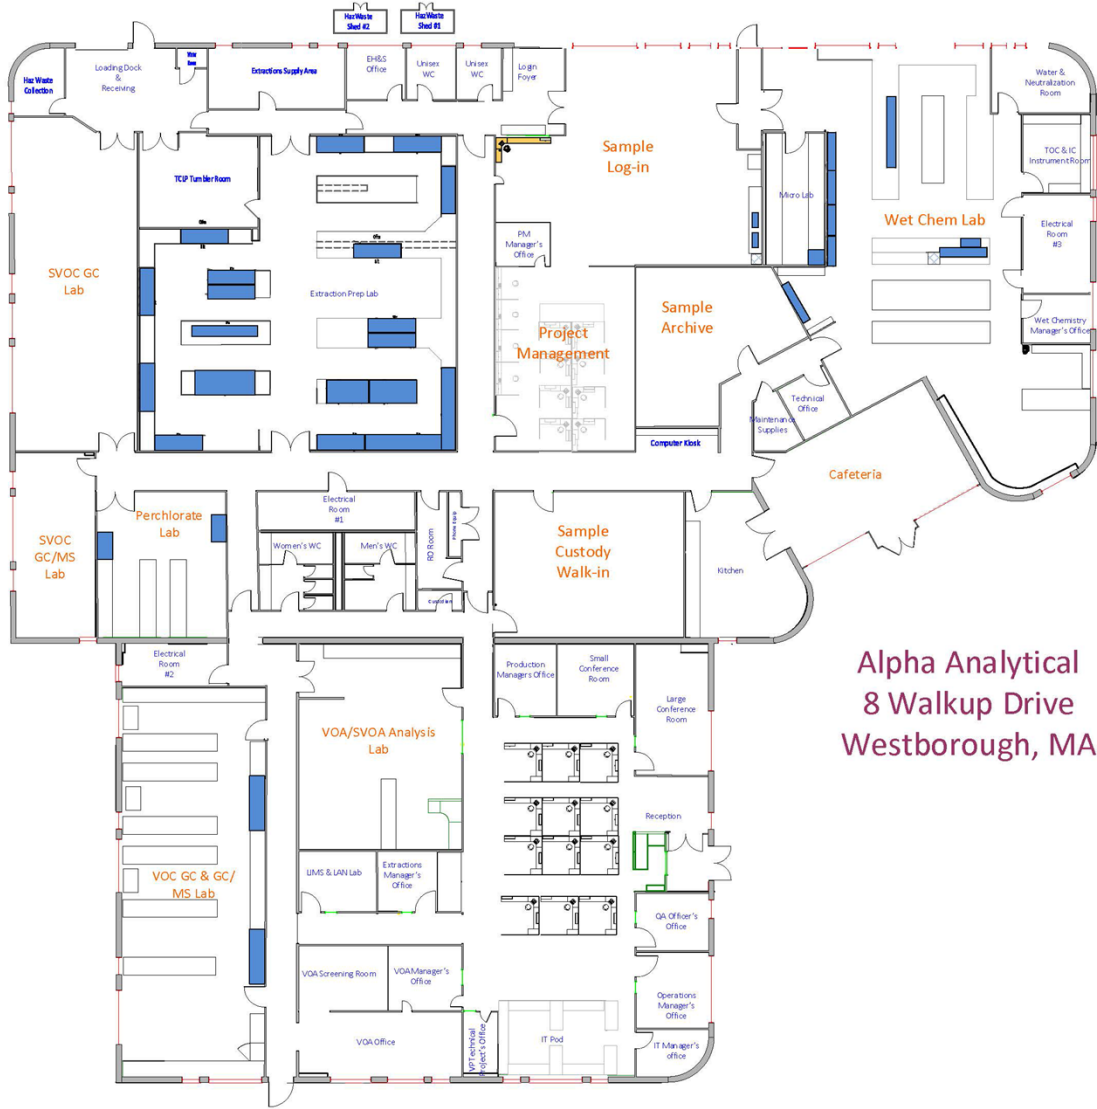 HazWaste
Shed #2
HazWaste
Shed #1
Haz Waste
Collection
Loading Dock
&
Receiving
Extractions Supply Area
EH&S
Office
Unisex
WC
Unisex
WC
Login
Foyer
Water &
Neutralization
Room
Sample
Log-in
TOC & IC
Instrument Room
TCLP Tumbler Room
Micro Lab
Wet Chem Lab
Electrical
Room
#3
PM
Manager's
Office
SVOC GC
Lab
Extraction Prep Lab
Sample
Archive
Project
Management
Wet Chemistry
Manager's Office
Technical
Office
Maintenance
Supplies
Computer Kiosk
Cafeteria
Perchlorate
Lab
Electrical
Room
#1
SVOC
GC/MS
Lab
Women's WC
Men's WC
RO Room
Sample
Custody
Walk-in
Kitchen
Custodian
Electrical
Room
#2
Production
Managers Office
Small
Conference
Room
Large
Conference
Room
Alpha Analytical
8 Walkup Drive
Westborough, MA
VOA/SVOA Analysis
Lab
Reception
LIMS & LAN Lab
Extractions
Manager's
Office
VOC GC & GC/
MS Lab
QA Officer's
Office
VOA Screening Room
VOA Manager's
Office
Operations
Manager's
Office
VOA Office
VP Technical
Project's Office
IT Pod
IT Manager's
office